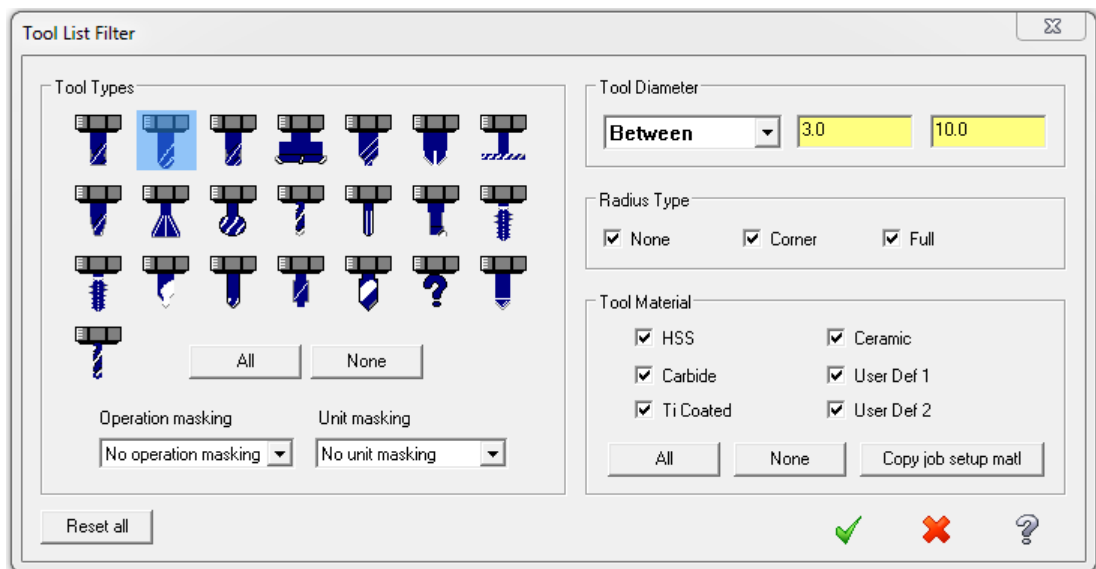 Tool List Filter
Tool Types
All
None
Operation masking
Unit masking
No operation masking
No unit masking
Reset all
Tool Diameter
Between
3.0
10.0
Radius Type
None
Corner
Full
Tool Material
HSS
Ceramic
Carbide
User Def 1
Ti Coated
User Def 2
All
None
Copy job setup matl